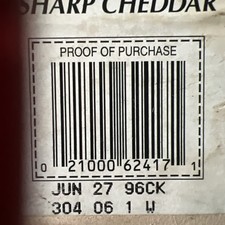 SHARP CHEDDAR
PROOF OF PURCHASE
0 21000 62417 1
JUN 27 96CK
304 06 1 W